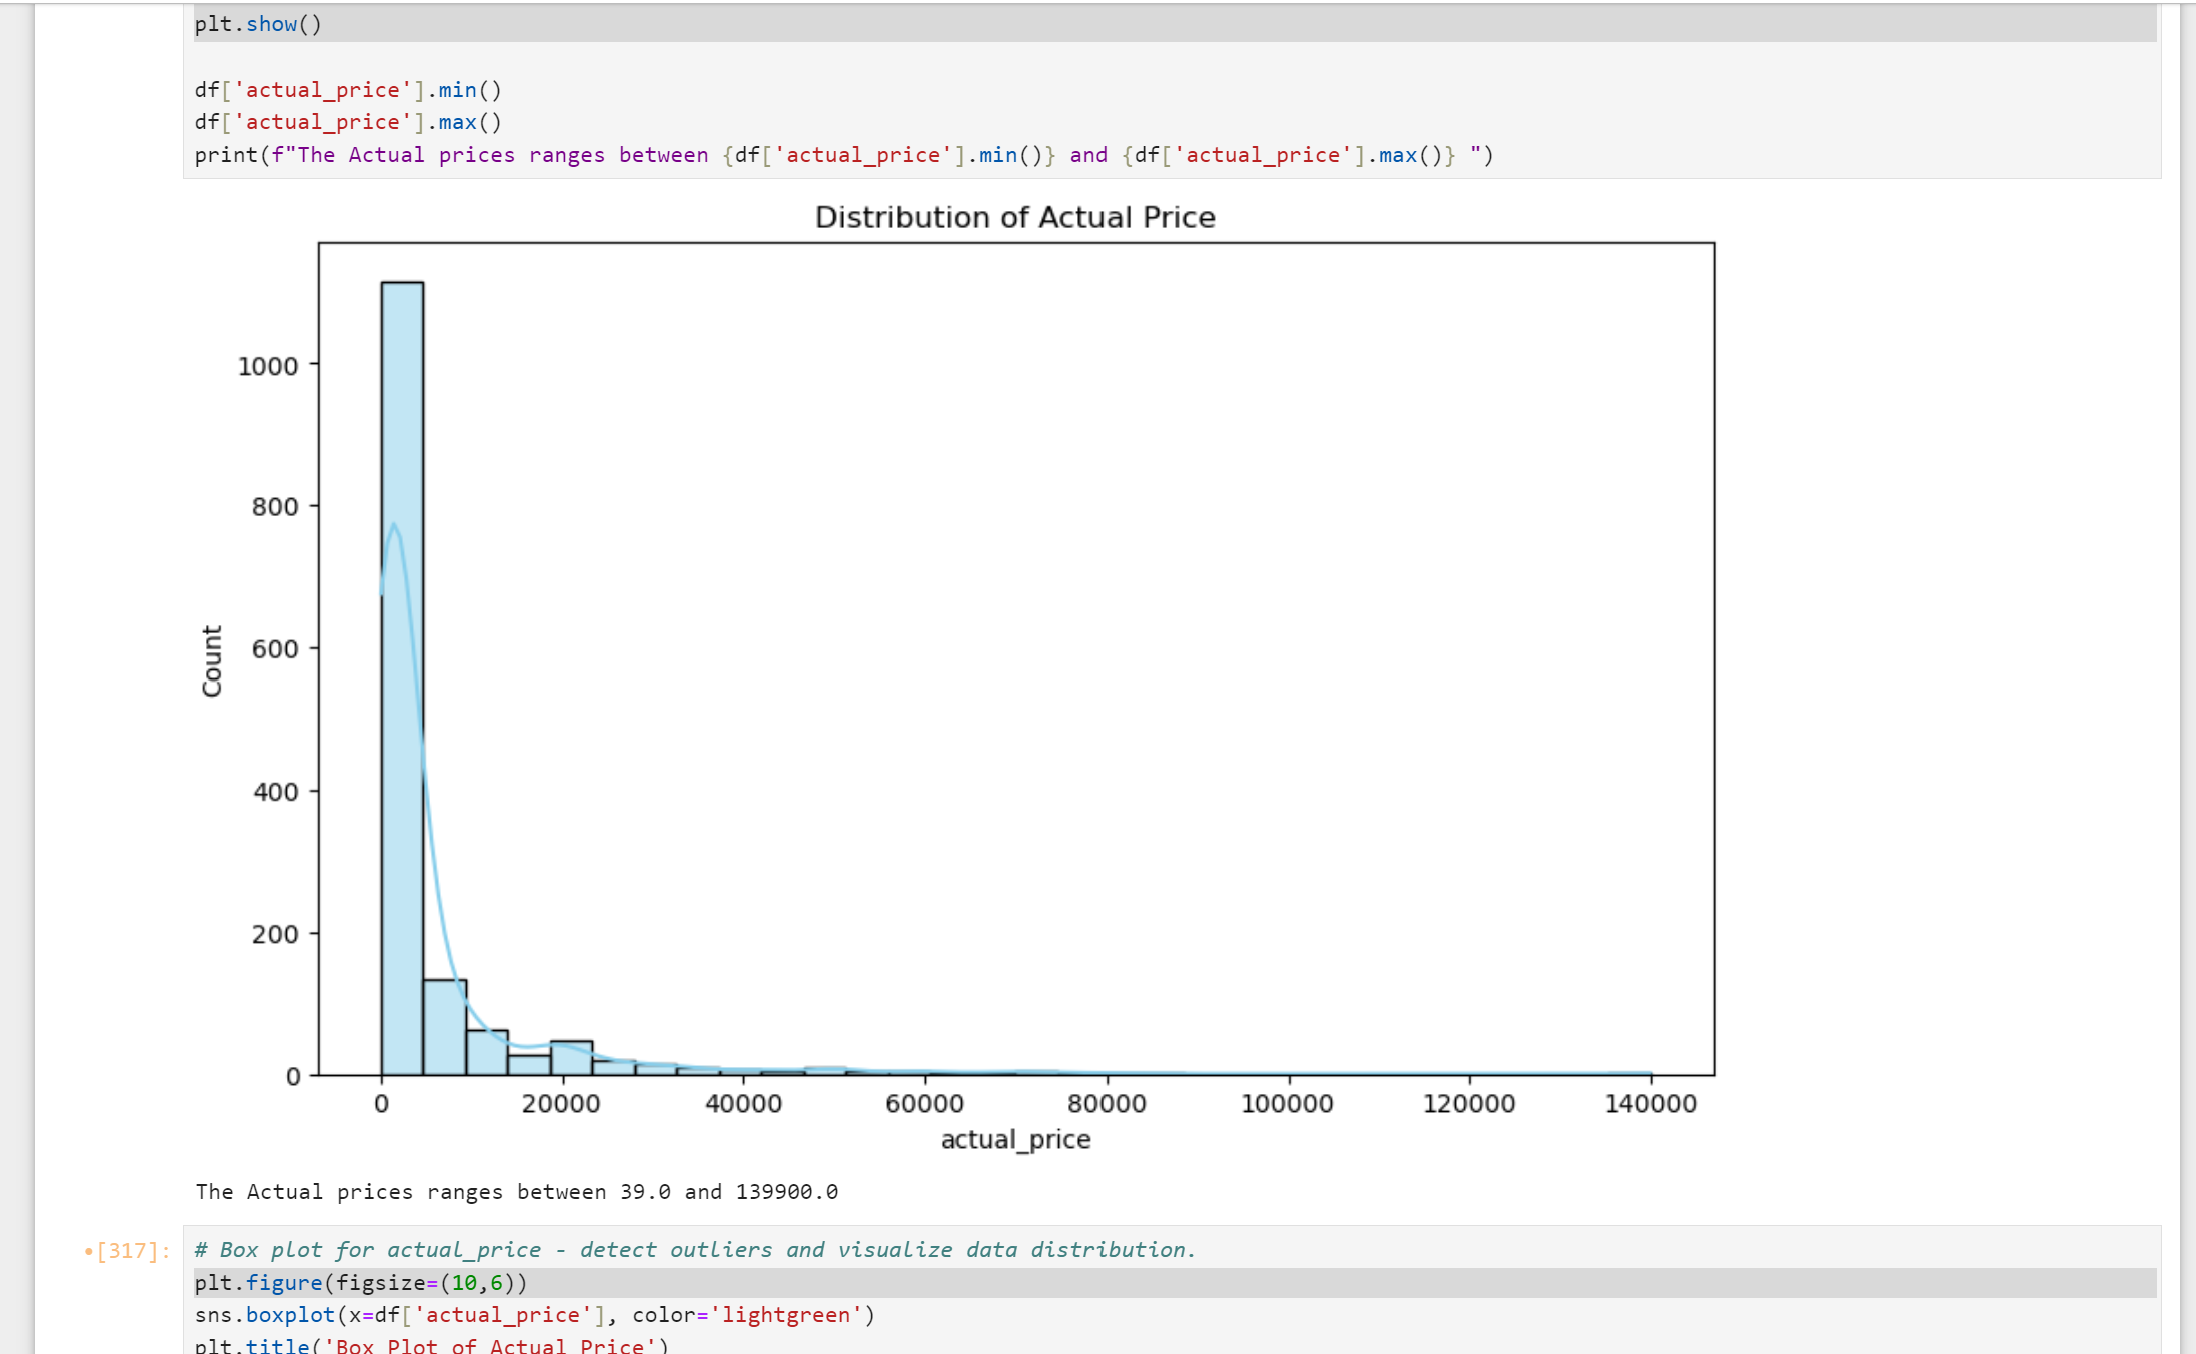 plt.show()
df['actual_price'].min()
df['actual_price'].max()
print(f"The Actual prices ranges between {df['actual_price'].min()} and {df['actual_price'].max()} ")
Distribution of Actual Price
1000
800
600
400
200
0
Count
0 20000 40000 60000 80000 100000 120000 140000
actual_price
The Actual prices ranges between 39.0 and 139900.0
•[317]: # Box plot for actual_price - detect outliers and visualize data distribution.
plt.figure(figsize=(10,6))
sns.boxplot(x=df['actual_price'], color='lightgreen')
plt.title('Box Plot of Actual Price')